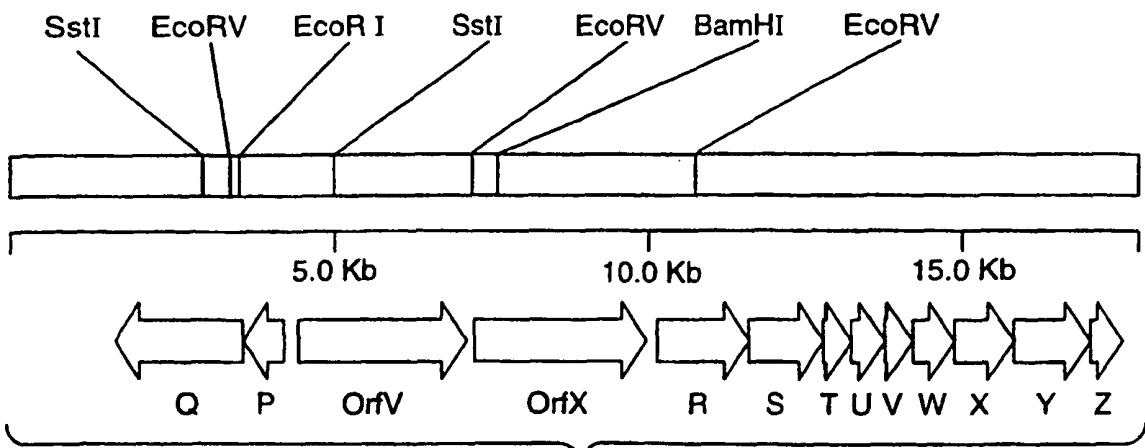 SstI EcoRV EcoR I SstI EcoRV BamHI EcoRV
5.0 Kb 10.0 Kb 15.0 Kb
Q P OrfV OrfX R S T U V W X Y Z